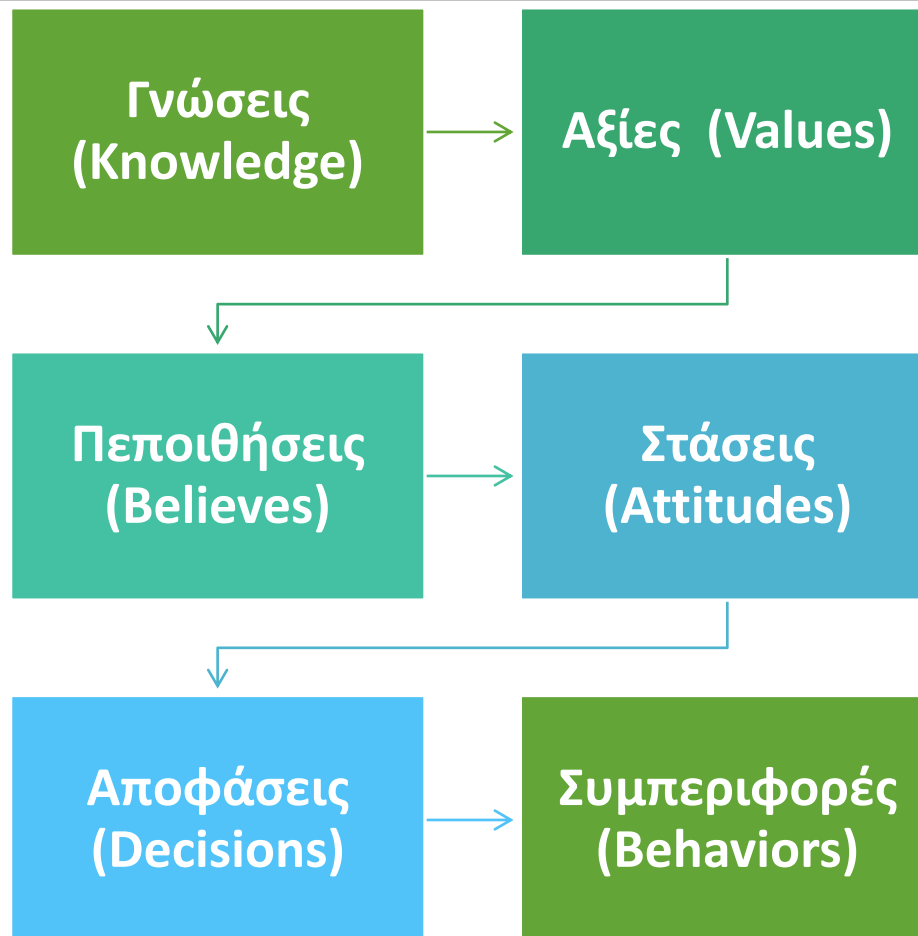 Γνώσεις
(Knowledge)
Αξίες (Values)
Πεποιθήσεις
(Believes)
Στάσεις
(Attitudes)
Αποφάσεις
(Decisions)
Συμπεριφορές
(Behaviors)